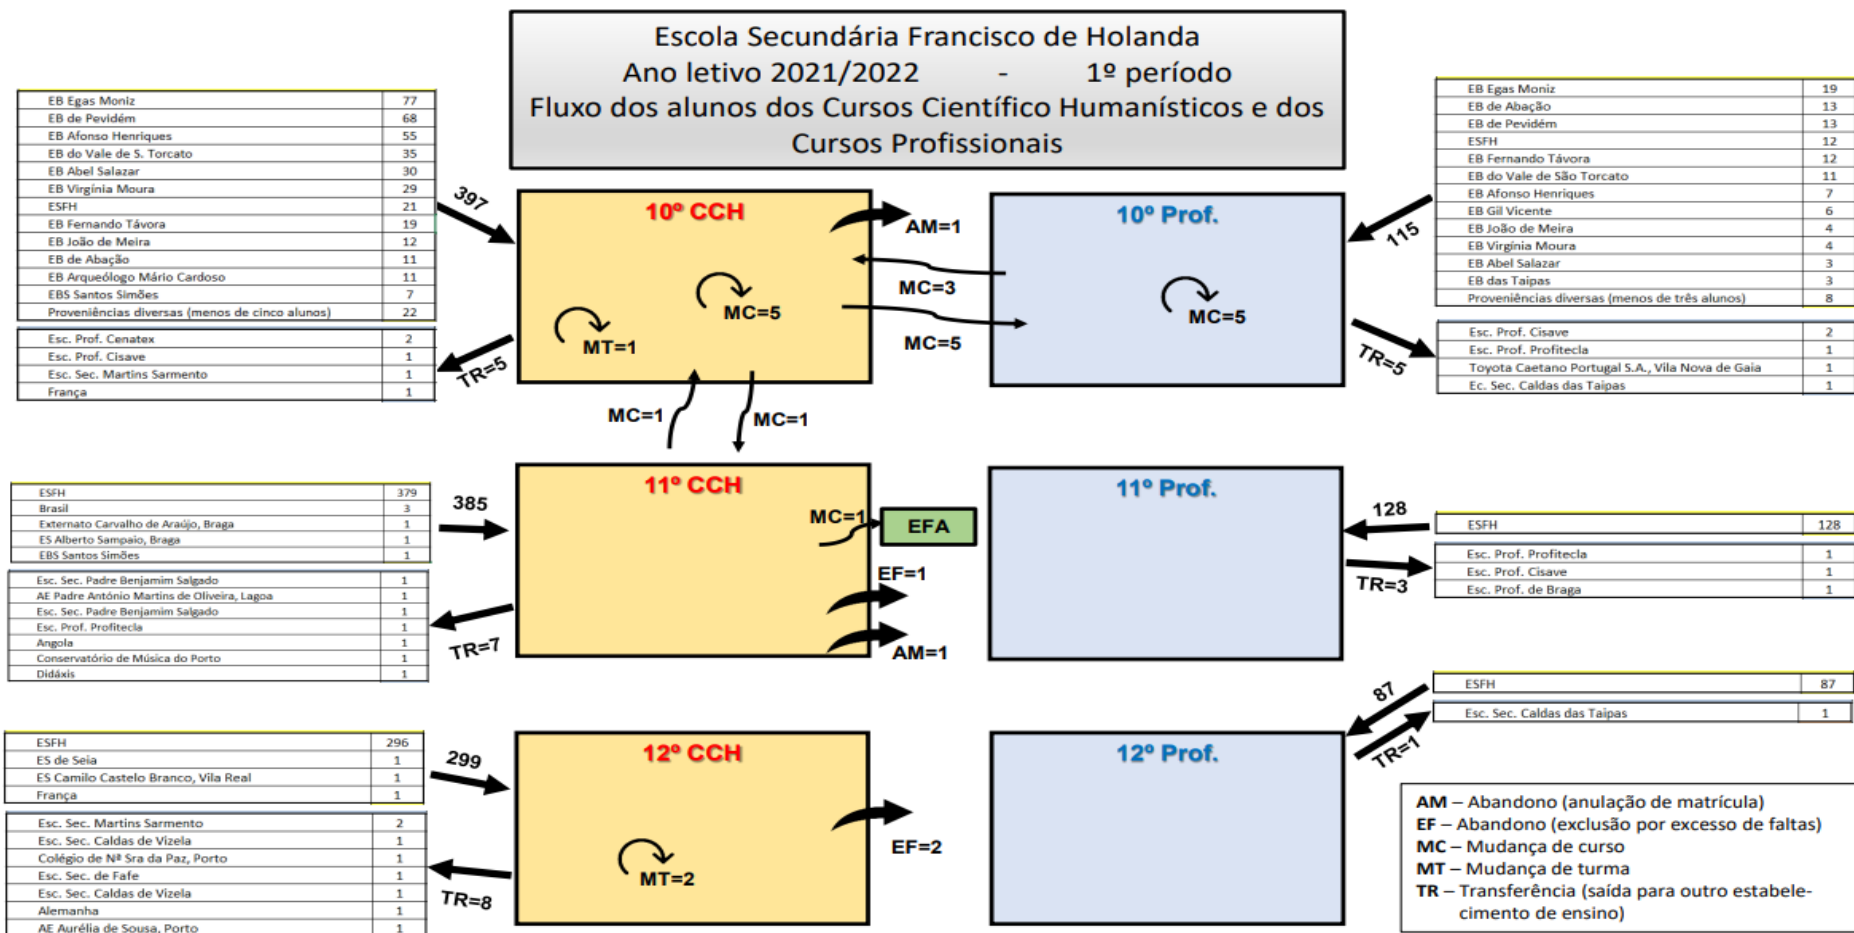 Escola Secundária Francisco de Holanda
Ano letivo 2021/2022 - 1º período
Fluxo dos alunos dos Cursos Científico Humanísticos e dos
Cursos Profissionais
EB Egas Moniz 77
EB de Pevidém 68
EB Afonso Henriques 55
EB do Vale de S. Torcato 35
EB Abel Salazar 30
EB Virgínia Moura 29
ESFH 21
EB Fernando Távora 19
EB João de Meira 12
EB de Abação 11
EB Arqueólogo Mário Cardoso 11
EBS Santos Simões 7
Proveniências diversas (menos de cinco alunos) 22
397
Esc. Prof. Cenatex 2
Esc. Prof. Cisave 1
Esc. Sec. Martins Sarmento 1
França 1
TR=5
10º CCH
AM=1
MC=3
MC=5
MC=5
MT=1
MC=1
MC=1
10º Prof.
MC=5
EB Egas Moniz 19
EB de Abação 13
EB de Pevidém 13
ESFH 12
EB Fernando Távora 12
EB do Vale de São Torcato 11
EB Afonso Henriques 7
EB Gil Vicente 6
EB João de Meira 4
EB Virgínia Moura 4
EB Abel Salazar 3
EB das Taipas 3
Proveniências diversas (menos de três alunos) 8
115
Esc. Prof. Cisave 2
Esc. Prof. Profitecla 1
Toyota Caetano Portugal S.A., Vila Nova de Gaia 1
Ec. Sec. Caldas das Taipas 1
TR=5
ESFH 379
Brasil 3
Externato Carvalho de Araújo, Braga 1
ES Alberto Sampaio, Braga 1
EBS Santos Simões 1
385
Esc. Sec. Padre Benjamim Salgado 1
AE Padre António Martins de Oliveira, Lagoa 1
Esc. Sec. Padre Benjamim Salgado 1
Esc. Prof. Profitecla 1
Angola 1
Conservatório de Música do Porto 1
Didáxis 1
TR=7
11º CCH
MC=1
EFA
EF=1
AM=1
11º Prof.
128
ESFH 128
Esc. Prof. Profitecla 1
Esc. Prof. Cisave 1
Esc. Prof. de Braga 1
TR=3
ESFH 296
ES de Seia 1
ES Camilo Castelo Branco, Vila Real 1
França 1
299
Esc. Sec. Martins Sarmento 2
Esc. Sec. Caldas de Vizela 1
Colégio de Nª Sra da Paz, Porto 1
Esc. Sec. de Fafe 1
Esc. Sec. Caldas de Vizela 1
Alemanha 1
AE Aurélia de Sousa, Porto 1
TR=8
12º CCH
MT=2
EF=2
12º Prof.
87
ESFH 87
Esc. Sec. Caldas das Taipas 1
TR=1
AM – Abandono (anulação de matrícula)
EF – Abandono (exclusão por excesso de faltas)
MC – Mudança de curso
MT – Mudança de turma
TR – Transferência (saída para outro estabele-
cimento de ensino)